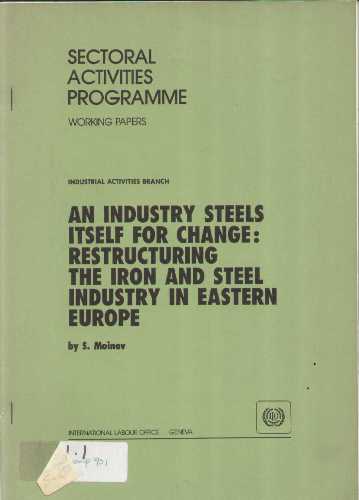 SECTORAL
ACTIVITIES
PROGRAMME
WORKING PAPERS
INDUSTRIAL ACTIVITIES BRANCH
AN INDUSTRY STEELS
ITSELF FOR CHANGE:
RESTRUCTURING
THE IRON AND STEEL
INDUSTRY IN EASTERN
EUROPE
by S. Moinov
INTERNATIONAL LABOUR OFFICE GENEVA